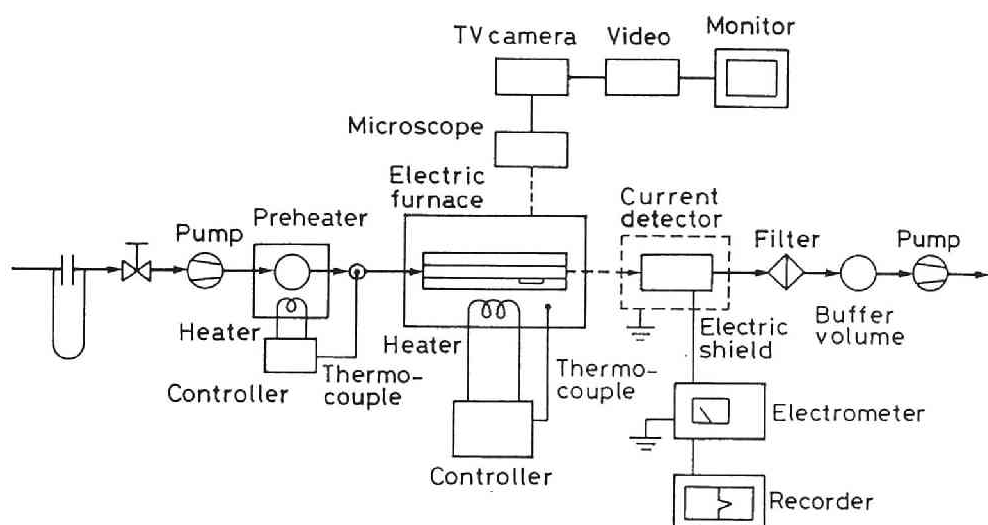 TV camera
Video
Monitor
Microscope
Electric
furnace
Current
detector
Preheater
Pump
Filter
Pump
Heater
Heater
Electric
shield
Buffer
volume
Controller
Thermo-
couple
Thermo-
couple
Electrometer
Controller
Recorder